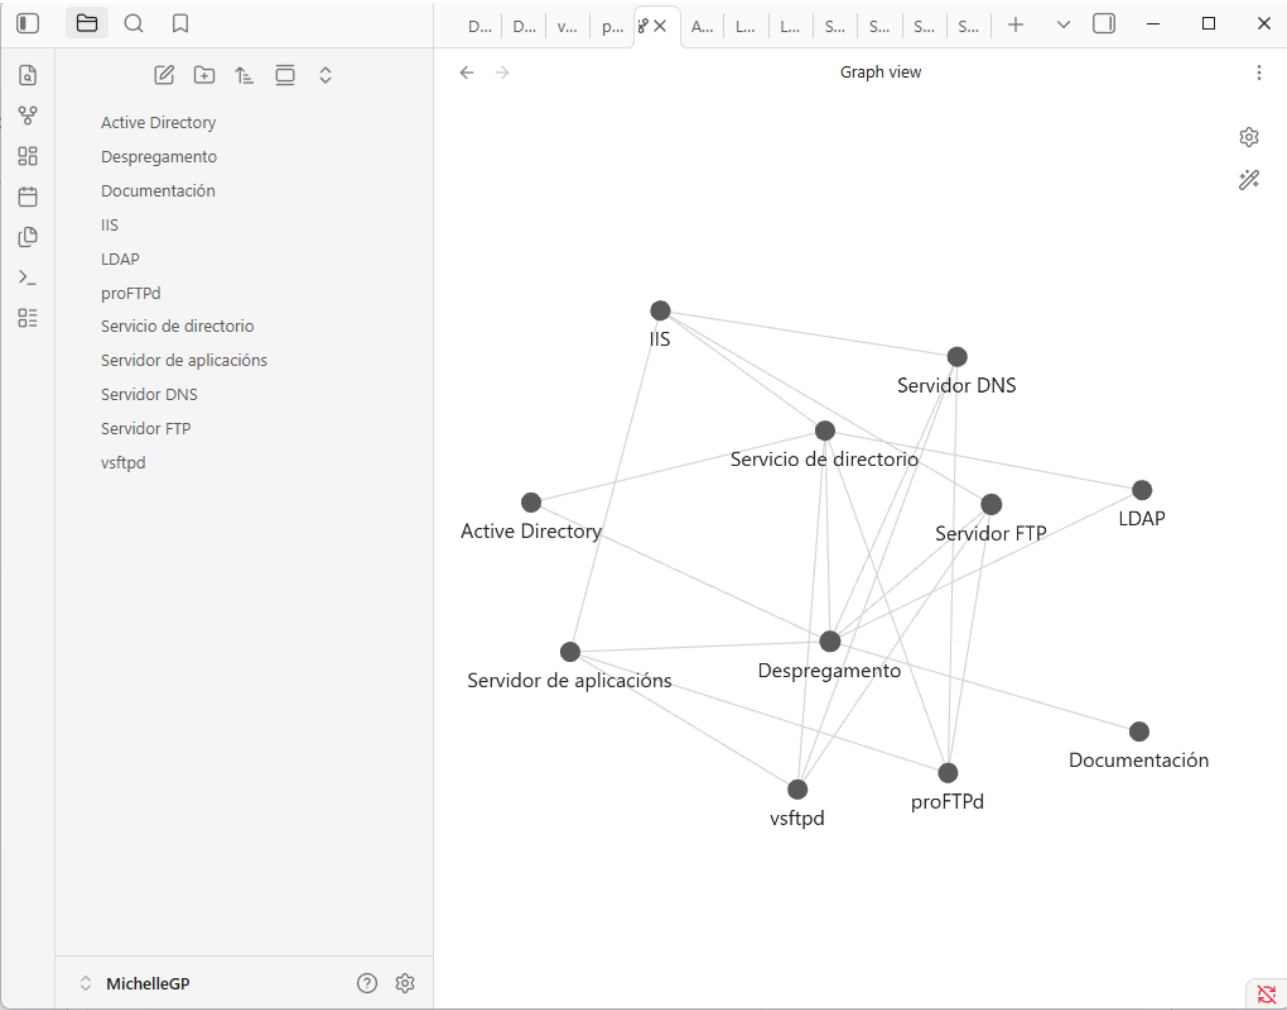 D...
D...
v...
p...
A...
L...
L...
S...
S...
S...
S...
Graph view
Active Directory
Despregamento
Documentación
IIS
LDAP
proFTPd
Servicio de directorio
Servidor de aplicacións
Servidor DNS
Servidor FTP
vsftpd
IIS
Servidor DNS
Servicio de directorio
LDAP
Active Directory
Servidor FTP
Despregamento
Servidor de aplicacións
Documentación
proFTPd
vsftpd
MichelleGP